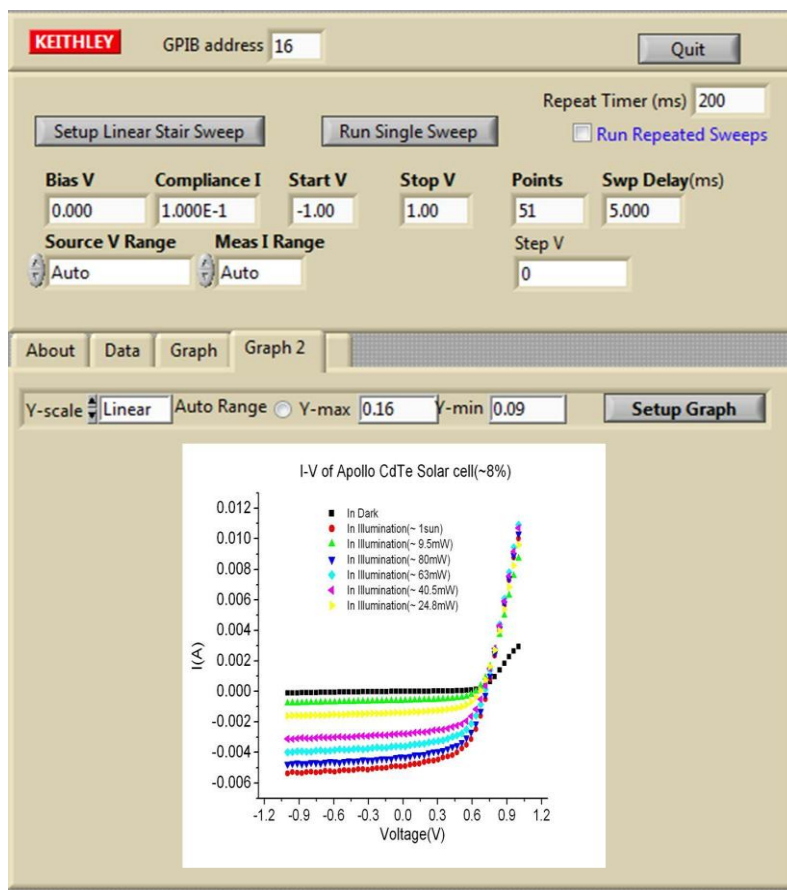 KEITHLEY GPIB address 16 Quit
Repeat Timer (ms) 200
Setup Linear Stair Sweep Run Single Sweep Run Repeated Sweeps
Bias V Compliance I Start V Stop V Points Swp Delay(ms)
0.000 1.000E-1 -1.00 1.00 51 5.000
Source V Range Meas I Range Step V
Auto Auto 0
About Data Graph Graph 2
Y-scale Linear Auto Range Y-max 0.16 Y-min 0.09 Setup Graph
I-V of Apollo CdTe Solar cell(~8%)
In Dark
In Illumination(~ 1sun)
In Illumination(~ 9.5mW)
In Illumination(~ 80mW)
In Illumination(~ 63mW)
In Illumination(~ 40.5mW)
In Illumination(~ 24.8mW)
0.012
0.010
0.008
0.006
0.004
0.002
0.000
-0.002
-0.004
-0.006
I(A)
-1.2 -0.9 -0.6 -0.3 0.0 0.3 0.6 0.9 1.2
Voltage(V)